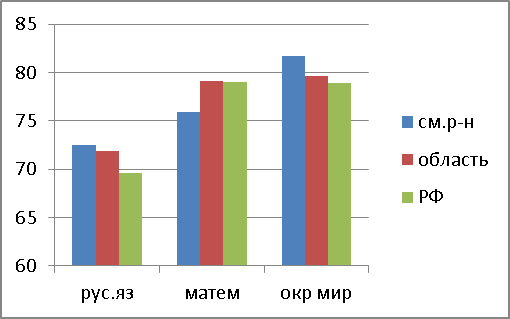 85
80
75
70
65
60
рус.яз
матем
окр мир
см.р-н
область
РФ